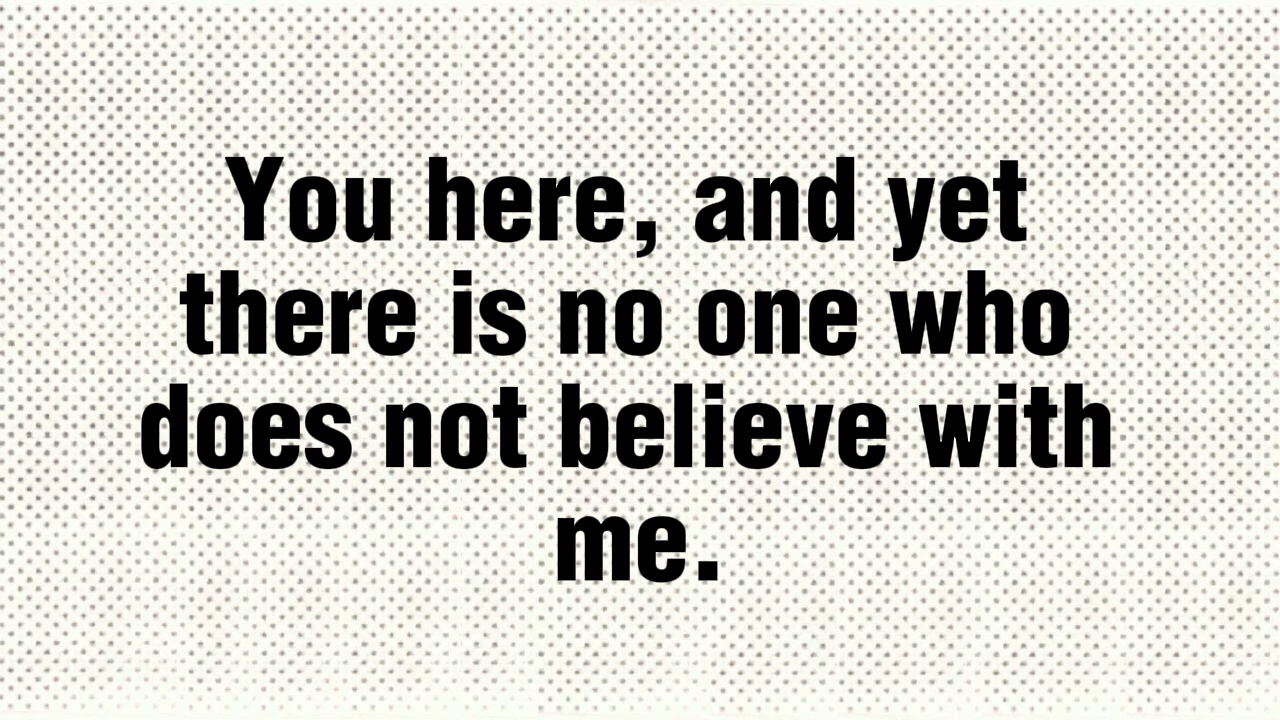 You here, and yet
there is no one who
does not believe with
me.